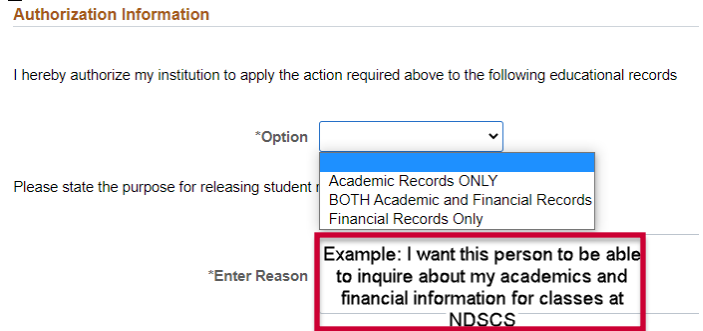 Authorization Information
I hereby authorize my institution to apply the action required above to the following educational records
*Option
Academic Records ONLY
Please state the purpose for releasing student
BOTH Academic and Financial Records
Financial Records Only
*Enter Reason
Example: I want this person to be able
to inquire about my academics and
financial information for classes at
NDSCS